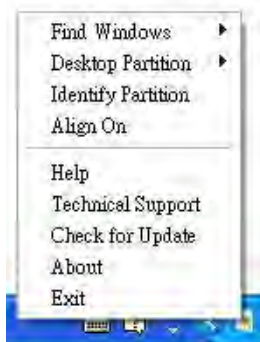 Find Windows
Desktop Partition
Identify Partition
Align On
Help
Technical Support
Check for Update
About
Exit